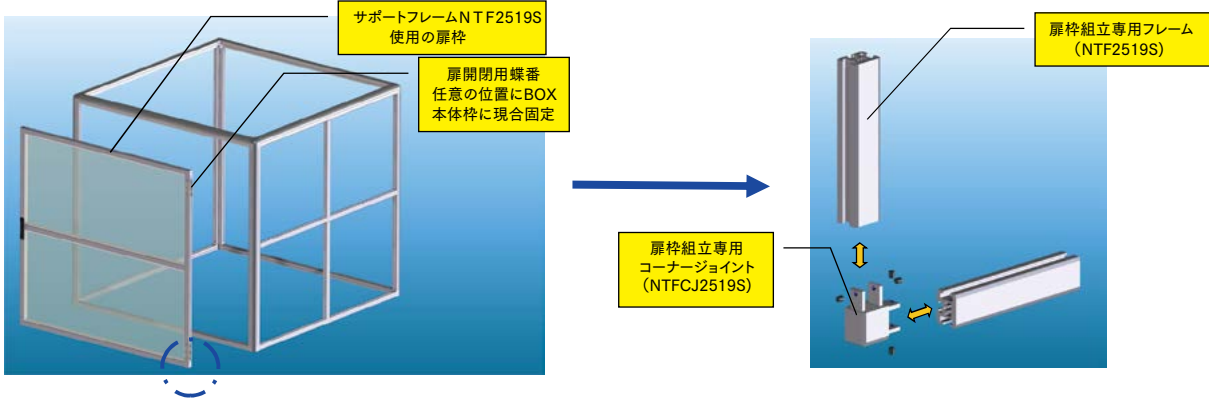 サポートフレームNTF2519S
使用の扉枠
扉開閉用蝶番
任意の位置にBOX
本体枠に現合固定
扉枠組立専用フレーム
(NTF2519S)
扉枠組立専用
コーナージョイント
(NTFCJ2519S)